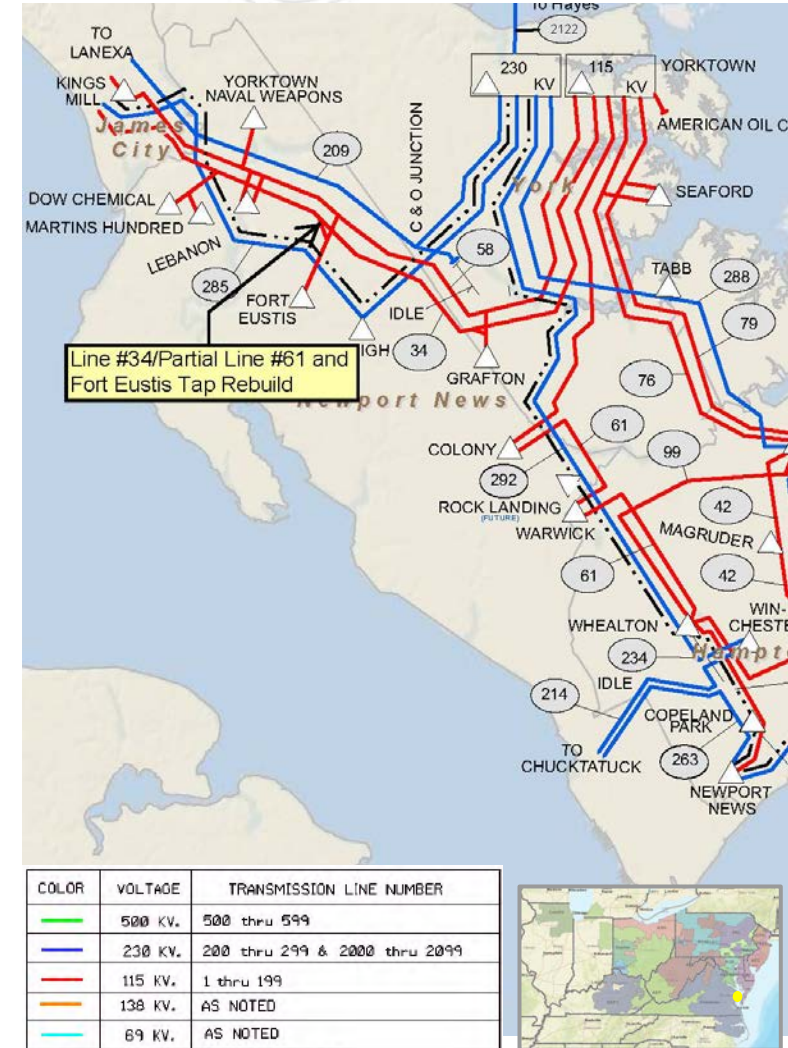 To Hayes
2122
TO
LANEXA
230
KV
115
KV
YORKTOWN
KINGS
MILL
YORKTOWN
NAVAL WEAPONS
James
City
209
C & O JUNCTION
AMERICAN OIL C
York
SEAFORD
DOW CHEMICAL
MARTINS HUNDRED
LEBANON
285
58
TABB
288
FORT
EUSTIS
IDLE
79
IGH
34
Line #34/Partial Line #61 and
Fort Eustis Tap Rebuild
GRAFTON
76
Newport News
61
COLONY
99
292
ROCK LANDING
(FUTURE)
WARWICK
42
MAGRUDER
61
42
WIN-
CHESTE
WHEALTON
234
Hampt
IDLE
214
COPELAND
PARK
TO
CHUCKTATUCK
263
NEWPORT
NEWS
COLOR VOLTAGE TRANSMISSION LINE NUMBER
500 KV. 500 thru 599
230 KV. 200 thru 299 & 2000 thru 2099
115 KV. 1 thru 199
138 KV. AS NOTED
69 KV. AS NOTED